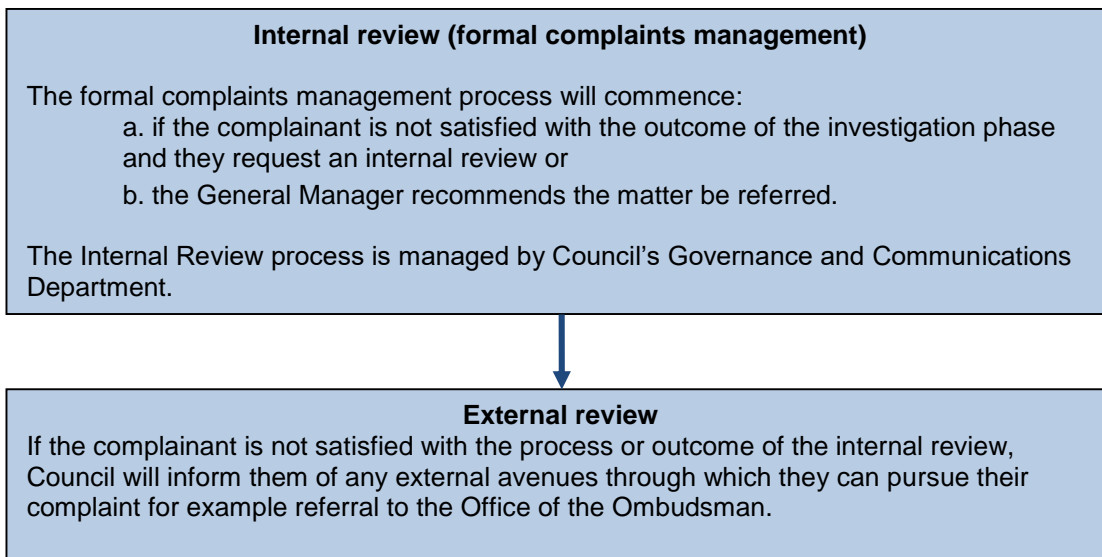 Internal review (formal complaints management)
The formal complaints management process will commence:
a. if the complainant is not satisfied with the outcome of the investigation phase
and they request an internal review or
b. the General Manager recommends the matter be referred.
The Internal Review process is managed by Council’s Governance and Communications
Department.
External review
If the complainant is not satisfied with the process or outcome of the internal review,
Council will inform them of any external avenues through which they can pursue their
complaint for example referral to the Office of the Ombudsman.